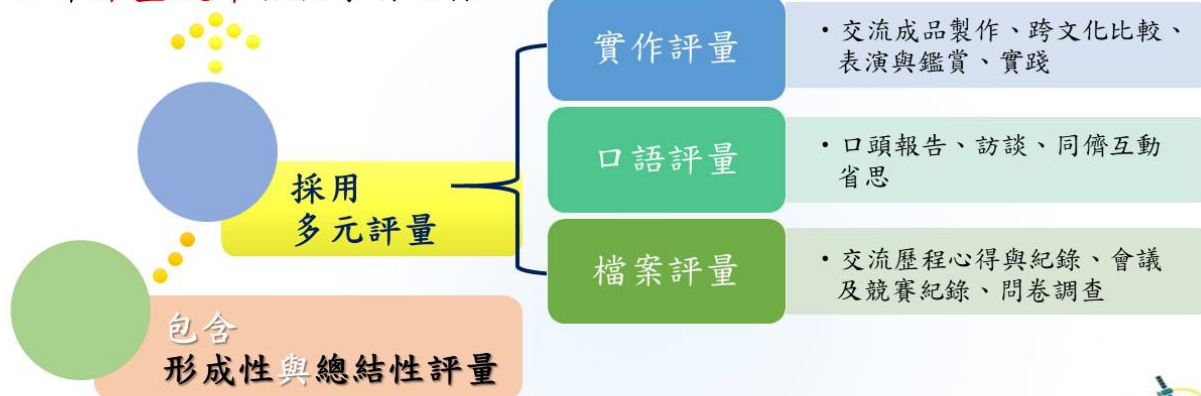 採用
多元評量
實作評量
・交流成品製作、跨文化比較、
表演與鑑賞、實踐
口語評量
・口頭報告、訪談、同儕互動
省思
檔案評量
・交流歷程心得與紀錄、會議
及競賽紀錄、問卷調查
包含
形成性與總結性評量